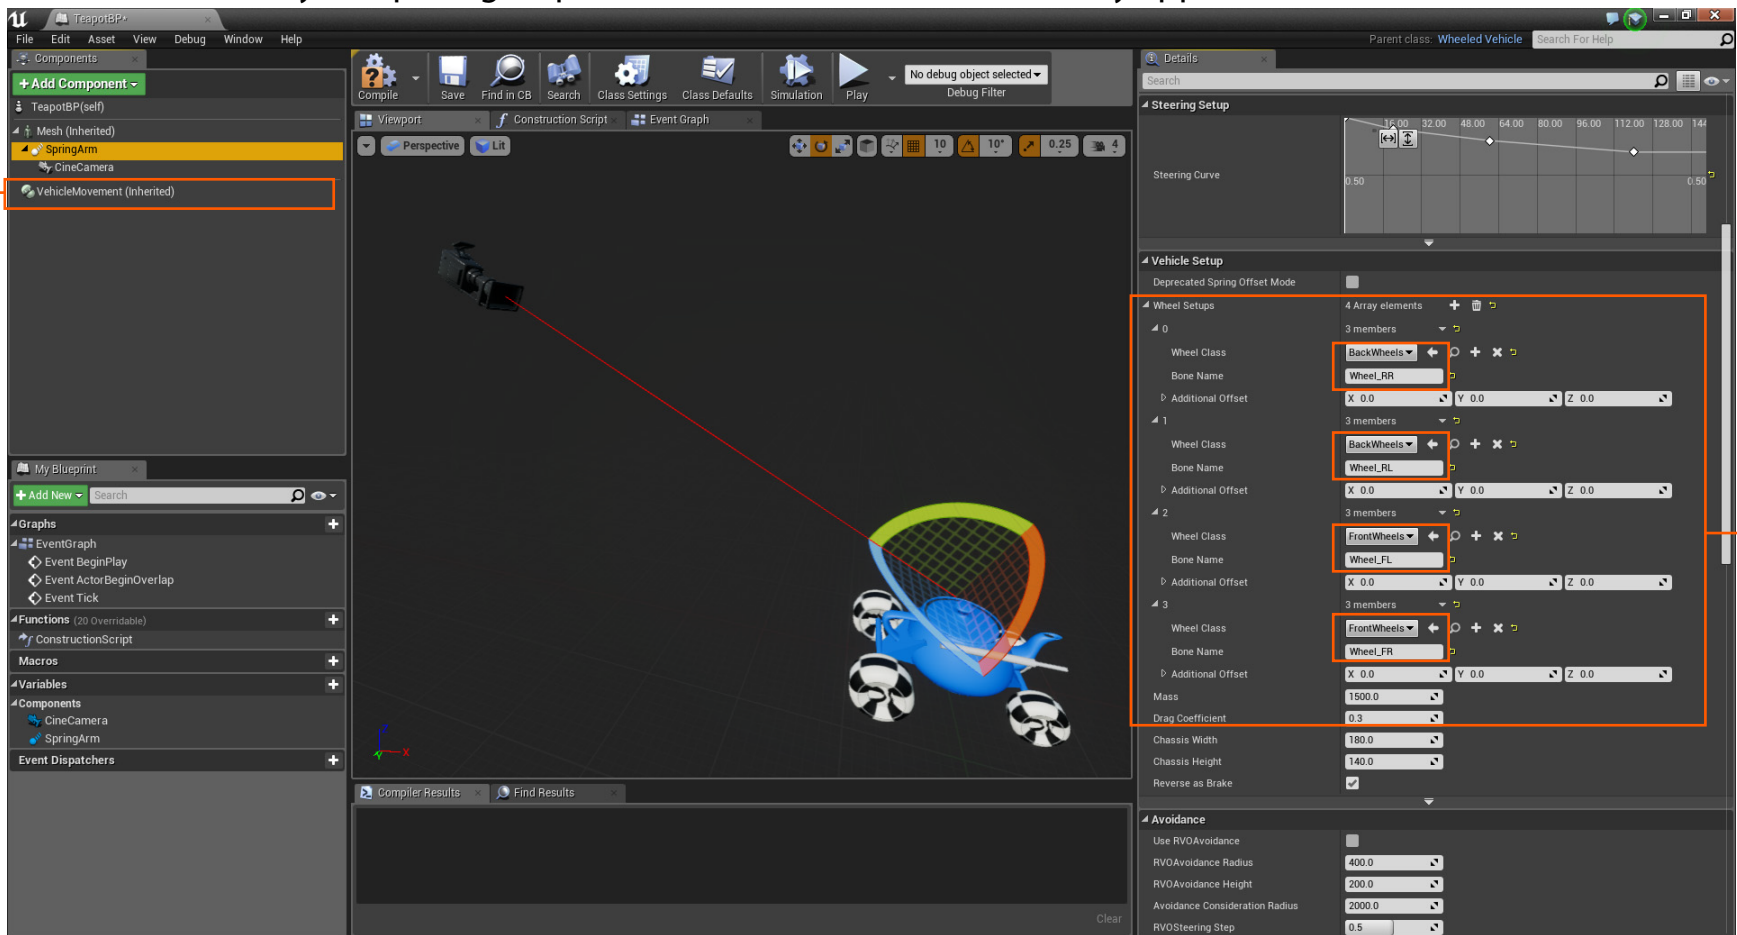 TeapotBP*
File Edit Asset View Debug Window Help
Parent class: Wheeled Vehicle Search For Help
Components
+Add Component
TeapotBP(self)
Mesh (Inherited)
SpringArm
CineCamera
VehicleMovement (Inherited)
Compile Save Find in CB Search Class Settings Class Defaults Simulation Play
No debug object selected
Debug Filter
Viewport Construction Script Event Graph
Perspective Lit
10 10° 0.25 4
X
My Blueprint
+Add New Search
Graphs
EventGraph
Event BeginPlay
Event ActorBeginOverlap
Event Tick
Functions (20 Overridable)
ConstructionScript
Macros
Variables
Components
CineCamera
SpringArm
Event Dispatchers
Compiler Results Find Results
Clear
Details
Search
Steering Setup
16.00 32.00 48.00 64.00 80.00 96.00 112.00 128.00 144
Steering Curve
0.50 0.50
Vehicle Setup
Deprecated Spring Offset Mode
Wheel Setups 4 Array elements
0 3 members
Wheel Class BackWheels
Bone Name Wheel_RR
Additional Offset X 0.0 Y 0.0 Z 0.0
1 3 members
Wheel Class BackWheels
Bone Name Wheel_RL
Additional Offset X 0.0 Y 0.0 Z 0.0
2 3 members
Wheel Class FrontWheels
Bone Name Wheel_FL
Additional Offset X 0.0 Y 0.0 Z 0.0
3 3 members
Wheel Class FrontWheels
Bone Name Wheel_FR
Additional Offset X 0.0 Y 0.0 Z 0.0
Mass 1500.0
Drag Coefficient 0.3
Chassis Width 180.0
Chassis Height 140.0
Reverse as Brake
Avoidance
Use RVOAvoidance
RVOAvoidance Radius 400.0
RVOAvoidance Height 200.0
Avoidance Consideration Radius 2000.0
RVOSteering Step 0.5